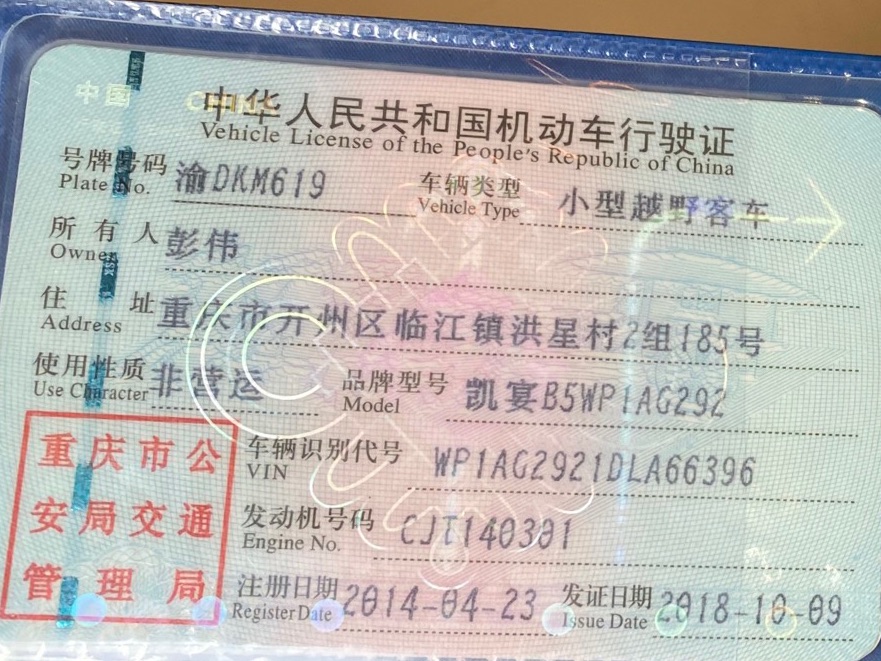 中国 CHINA
中华人民共和国机动车行驶证
Vehicle License of the People's Republic of China
号牌号码 渝DKM619 车辆类型 小型越野客车
Plate No. Vehicle Type
所有人 彭伟
Owner
住址 重庆市开州区临江镇洪星村2组185号
Address
使用性质 非营运 品牌型号 凯宴B5WP1AG292
Use Character Model
车辆识别代号 WP1AG2921DLA66396
VIN
发动机号码 CJT140301
Engine No.
注册日期 2014-04-23 发证日期 2018-10-09
Register Date Issue Date
重庆市公
安局交通
管理局